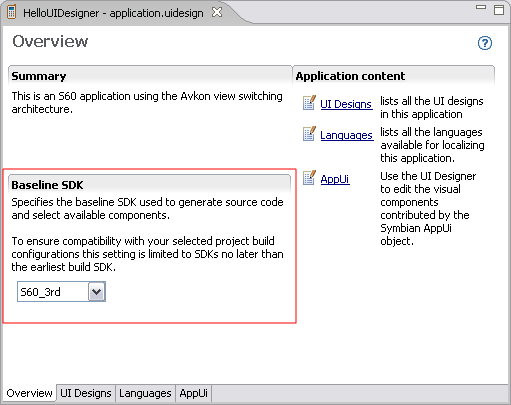 HelloUIDesigner - application.uidesign
Overview
Summary
This is an S60 application using the Avkon view switching
architecture.
Baseline SDK
Specifies the baseline SDK used to generate source code
and select available components.
To ensure compatibility with your selected project build
configurations this setting is limited to SDKs no later than
the earliest build SDK.
S60_3rd
Application content
UI Designs lists all the UI designs
in this application
Languages lists all the languages
available for localizing
this application.
AppUi Use the UI Designer
to edit the visual
components
contributed by the
Symbian AppUi
object.
Overview UI Designs Languages AppUi